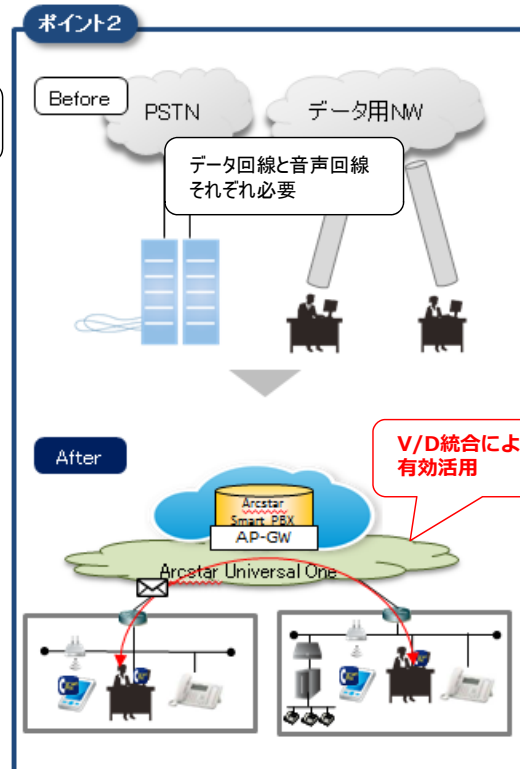 ポイント2
Before
PSTN
データ用NW
データ回線と音声回線
それぞれ必要
After
V/D統合によ
有効活用
Arcstar
Smart PBX
AP-GW
Arcstar Universal One